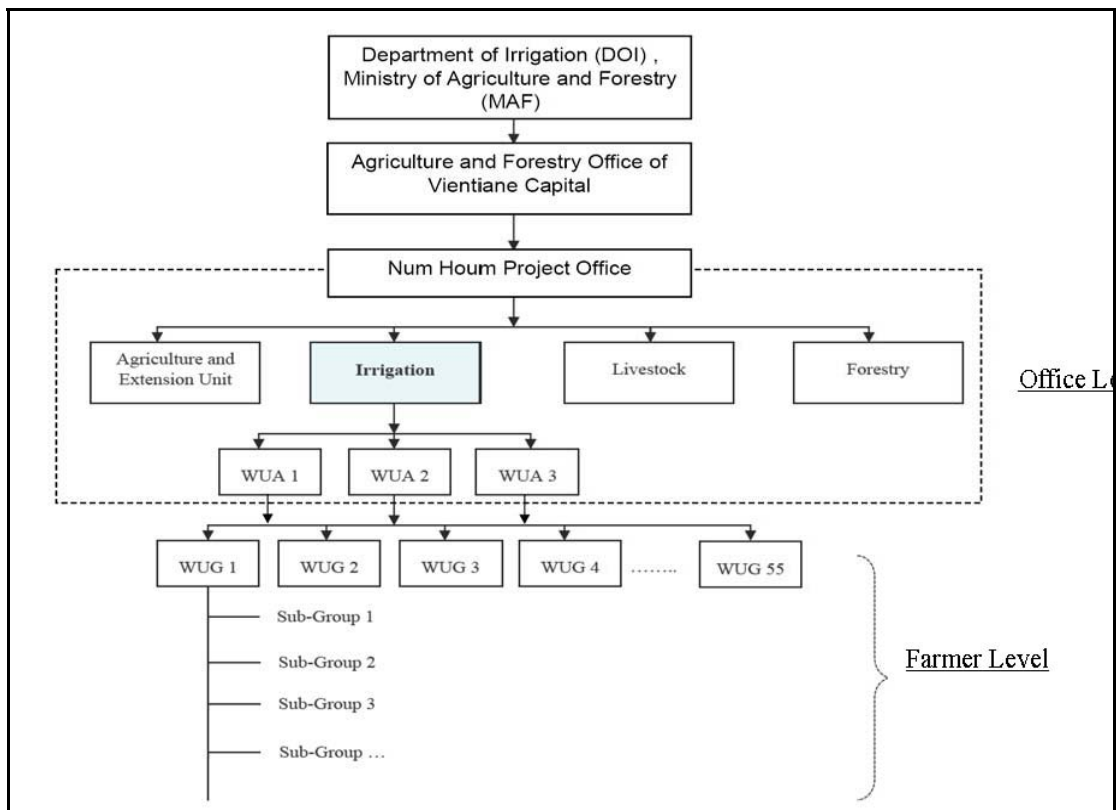 Department of Irrigation (DOI) ,
Ministry of Agriculture and Forestry
(MAF)
Agriculture and Forestry Office of
Vientiane Capital
Num Houm Project Office
Agriculture and
Extension Unit
Irrigation
Livestock
Forestry
Office Le
WUA 1
WUA 2
WUA 3
WUG 1
WUG 2
WUG 3
WUG 4
........
WUG 55
Sub-Group 1
Sub-Group 2
Sub-Group 3
Sub-Group …
Farmer Level